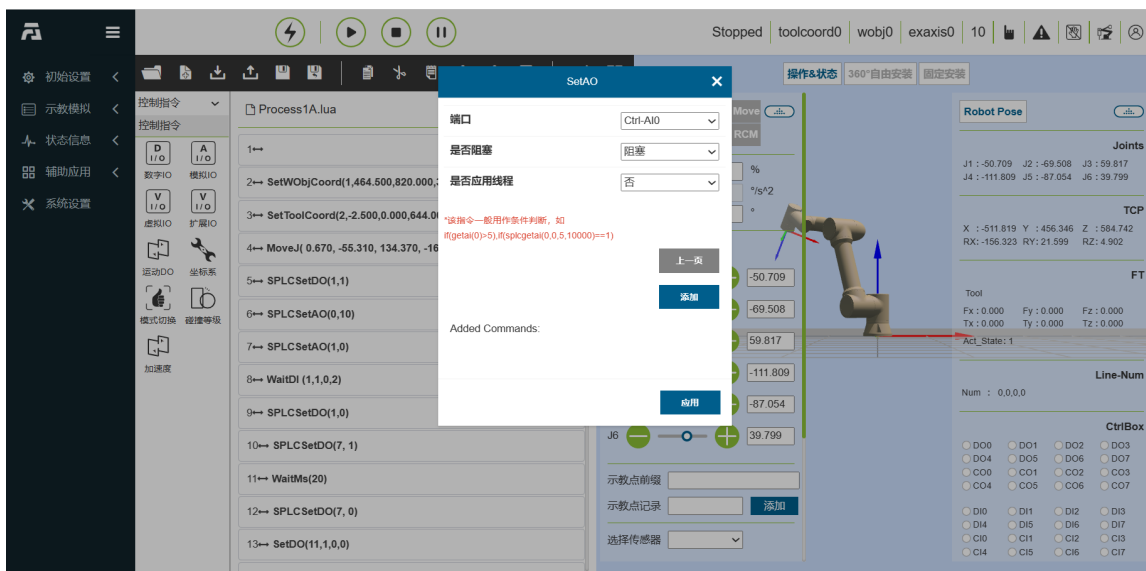 Stopped toolcoord0 wobj0 exaxis0 10
初始设置
示教模拟
状态信息
辅助应用
系统设置
控制指令
控制指令
D I/O
A I/O
数字IO 模拟IO
V I/O
V I/O
虚拟IO 扩展IO
运动DO 坐标系
模式切换 碰撞等级
加速度
Process1A.lua
1
2 SetWObjCoord(1,464.500,820.000,
3 SetToolCoord(2,-2.500,0.000,644.0
4 MoveJ( 0.670, -55.310, 134.370, -16
5 SPLCSetDO(1,1)
6 SPLCSetAO(0,10)
7 SPLCSetAO(1,0)
8 WaitDI (1,1,0,2)
9 SPLCSetDO(1,0)
10 SPLCSetDO(7, 1)
11 WaitMs(20)
12 SPLCSetDO(7, 0)
13 SetDO(11,1,0,0)
SetAO
端口 Ctrl-AI0
是否阻塞 阻塞
是否应用线程 否
*该指令一般用作条件判断，如
if(getai(0)>5),if(splcgetai(0,0,5,10000)==1)
上一页
添加
Added Commands:
应用
操作&状态 360°自由安装 固定安装
Move
RCM
%
°/s^2
°
-50.709
-69.508
59.817
-111.809
-87.054
J6 39.799
示教点前缀
示教点记录 添加
选择传感器
Robot Pose
Joints
J1 : -50.709 J2 : -69.508 J3 : 59.817
J4 : -111.809 J5 : -87.054 J6 : 39.799
TCP
X : -511.819 Y : 456.346 Z : 584.742
RX: -156.323 RY: 21.599 RZ: 4.902
FT
Tool
Fx : 0.000 Fy : 0.000 Fz : 0.000
Tx : 0.000 Ty : 0.000 Tz : 0.000
Act_State: 1
Line-Num
Num : 0,0,0,0
CtrlBox
DO0 DO1 DO2 DO3
DO4 DO5 DO6 DO7
CO0 CO1 CO2 CO3
CO4 CO5 CO6 CO7
DI0 DI1 DI2 DI3
DI4 DI5 DI6 DI7
CI0 CI1 CI2 CI3
CI4 CI5 CI6 CI7